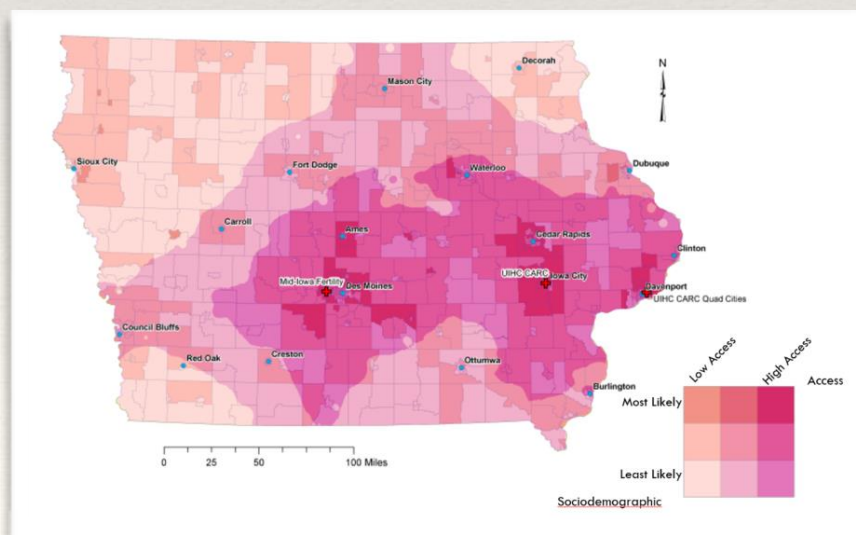 Decorah
N
Mason City
Sioux City
Fort Dodge
Waterloo
Dubuque
Carroll
Ames
Cedar Rapids
Clinton
Mid-Iowa Fertility
Des Moines
UIHC CARC
Iowa City
Davenport
UIHC CARC Quad Cities
Council Bluffs
Red Oak
Creston
Ottumwa
Burlington
Low Access
High Access
Access
Most Likely
Least Likely
Sociodemographic
0 25 50 100 Miles